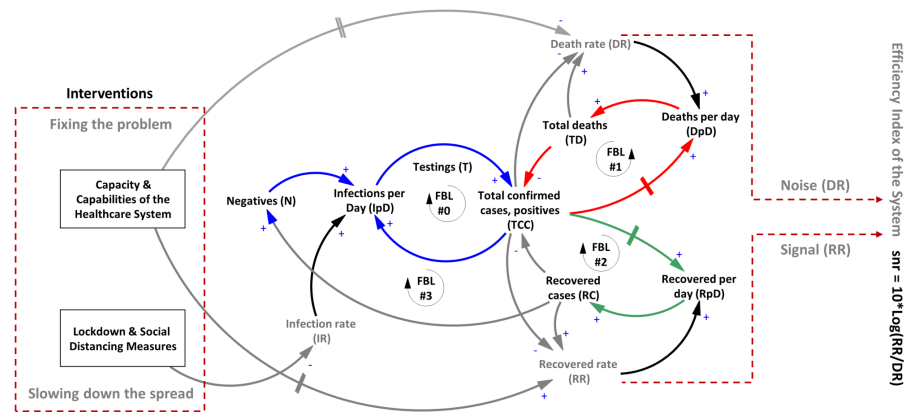 Interventions
Fixing the problem
Capacity &
Capabilities of the
Healthcare System
Lockdown & Social
Distancing Measures
Slowing down the spread
Negatives (N)
Infections per
Day (IpD)
Infection rate
(IR)
Testings (T)
FBL
#0
FBL
#3
Total confirmed
cases, positives
(TCC)
Death rate (DR)
Total deaths
(TD)
Deaths per day
(DpD)
FBL
#1
FBL
#2
Recovered
cases (RC)
Recovered per
day (RpD)
Recovered rate
(RR)
Noise (DR)
Signal (RR)
Efficiency Index of the System
snr = 10*Log(RR/DR)
-
-
+
+
+
+
+
+
+
+
+
+
-
+
-
-
+
+
+
+
+
+
-
+